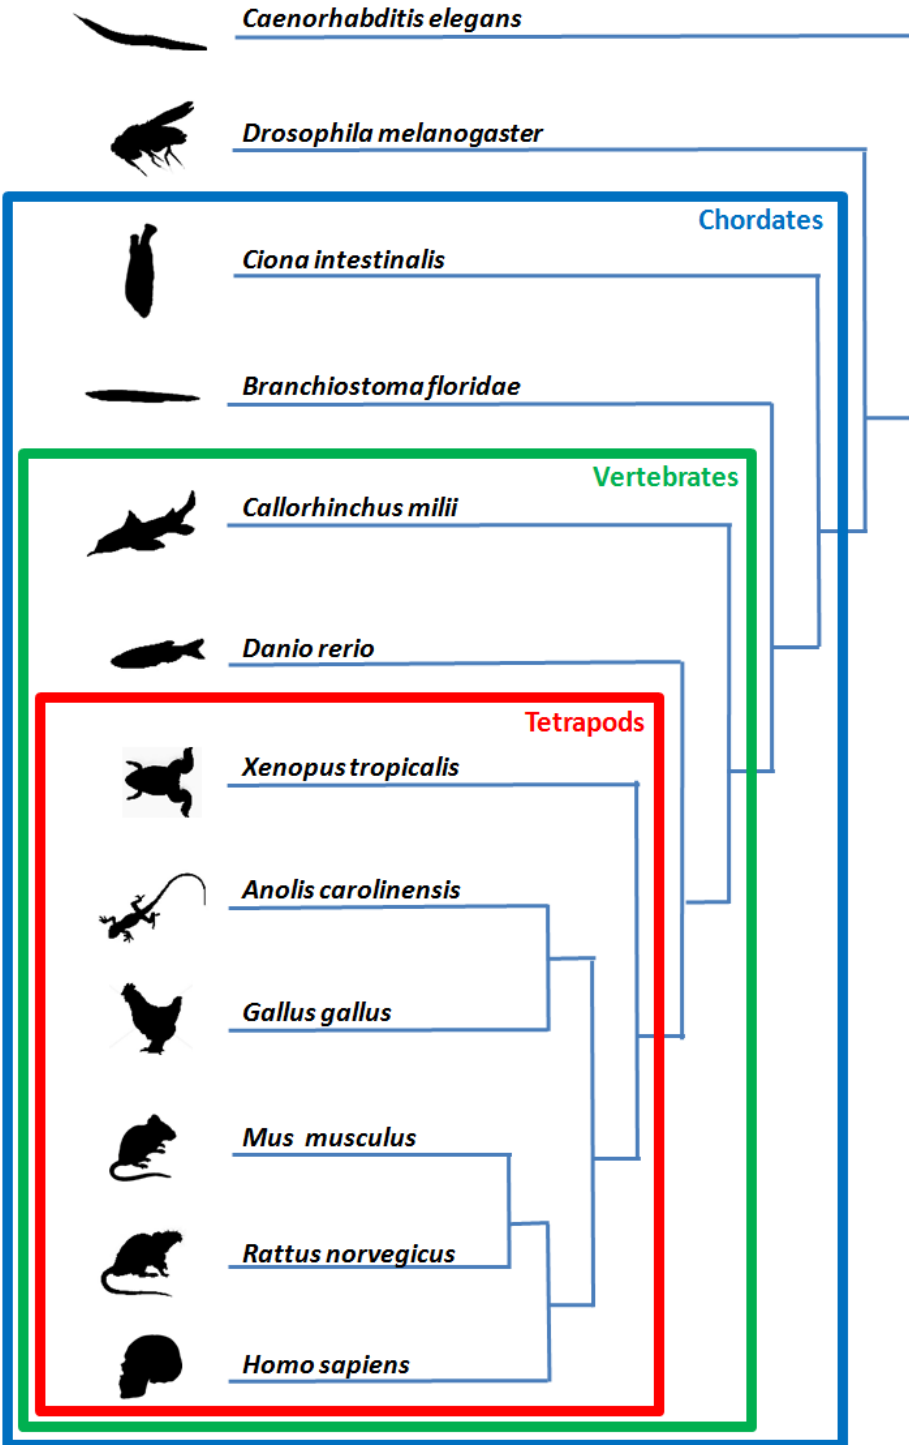 Caenorhabditis elegans
Drosophila melanogaster
Chordates
Ciona intestinalis
Branchiostoma floridae
Vertebrates
Callorhinchus milii
Danio rerio
Tetrapods
Xenopus tropicalis
Anolis carolinensis
Gallus gallus
Mus musculus
Rattus norvegicus
Homo sapiens